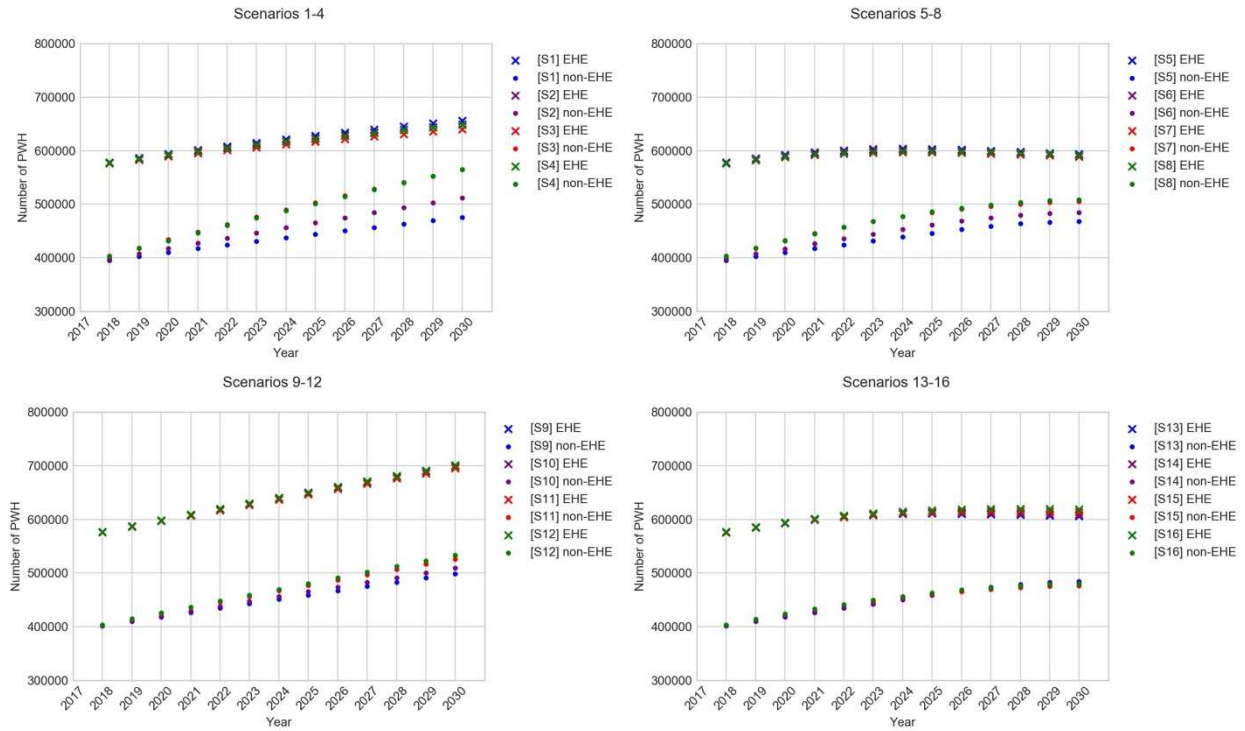 Scenarios 1-4
800000
700000
600000
500000
400000
300000
Number of PWH
2017
2018
2019
2020
2021
2022
2023
2024
2025
2026
2027
2028
2029
2030
Year
[S1] EHE
[S1] non-EHE
[S2] EHE
[S2] non-EHE
[S3] EHE
[S3] non-EHE
[S4] EHE
[S4] non-EHE
Scenarios 5-8
800000
700000
600000
500000
400000
300000
Number of PWH
2017
2018
2019
2020
2021
2022
2023
2024
2025
2026
2027
2028
2029
2030
Year
[S5] EHE
[S5] non-EHE
[S6] EHE
[S6] non-EHE
[S7] EHE
[S7] non-EHE
[S8] EHE
[S8] non-EHE
Scenarios 9-12
800000
700000
600000
500000
400000
300000
Number of PWH
2017
2018
2019
2020
2021
2022
2023
2024
2025
2026
2027
2028
2029
2030
Year
[S9] EHE
[S9] non-EHE
[S10] EHE
[S10] non-EHE
[S11] EHE
[S11] non-EHE
[S12] EHE
[S12] non-EHE
Scenarios 13-16
800000
700000
600000
500000
400000
300000
Number of PWH
2017
2018
2019
2020
2021
2022
2023
2024
2025
2026
2027
2028
2029
2030
Year
[S13] EHE
[S13] non-EHE
[S14] EHE
[S14] non-EHE
[S15] EHE
[S15] non-EHE
[S16] EHE
[S16] non-EHE